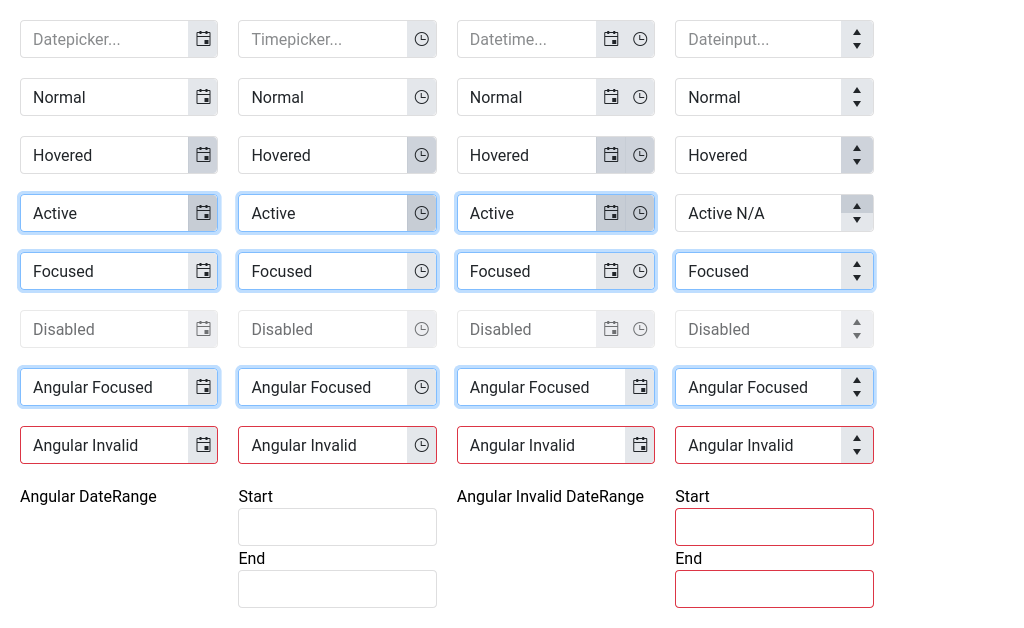 Datepicker... Timepicker... Datetime... Dateinput...
Normal Normal Normal Normal
Hovered Hovered Hovered Hovered
Active Active Active Active N/A
Focused Focused Focused Focused
Disabled Disabled Disabled Disabled
Angular Focused Angular Focused Angular Focused Angular Focused
Angular Invalid Angular Invalid Angular Invalid Angular Invalid
Angular DateRange Start Angular Invalid DateRange Start
End End